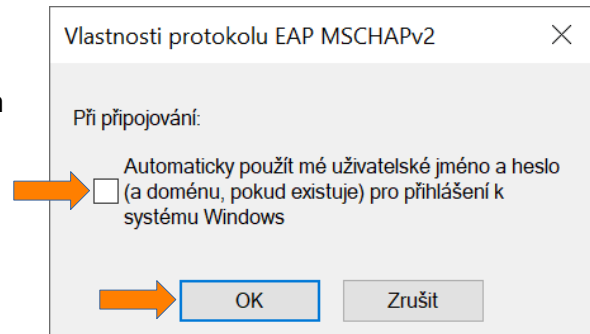 Vlastnosti protokolu EAP MSCHAPv2
Při připojování:
Automaticky použít mé uživatelské jméno a heslo
(a doménu, pokud existuje) pro přihlášení k
systému Windows
OK Zrušit